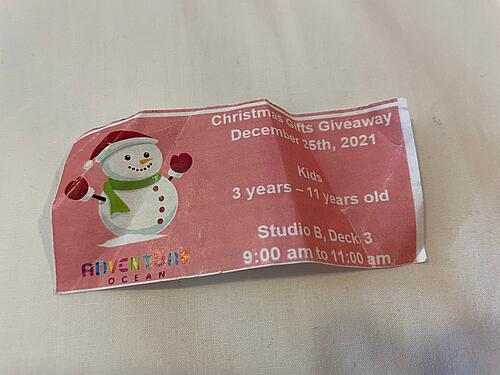 Christmas Gifts Giveaway
December 25th, 2021
Kids
3 years – 11 years old
Studio B, Deck 3
9:00 am to 11:00 am
ADVENTURE
OCEAN